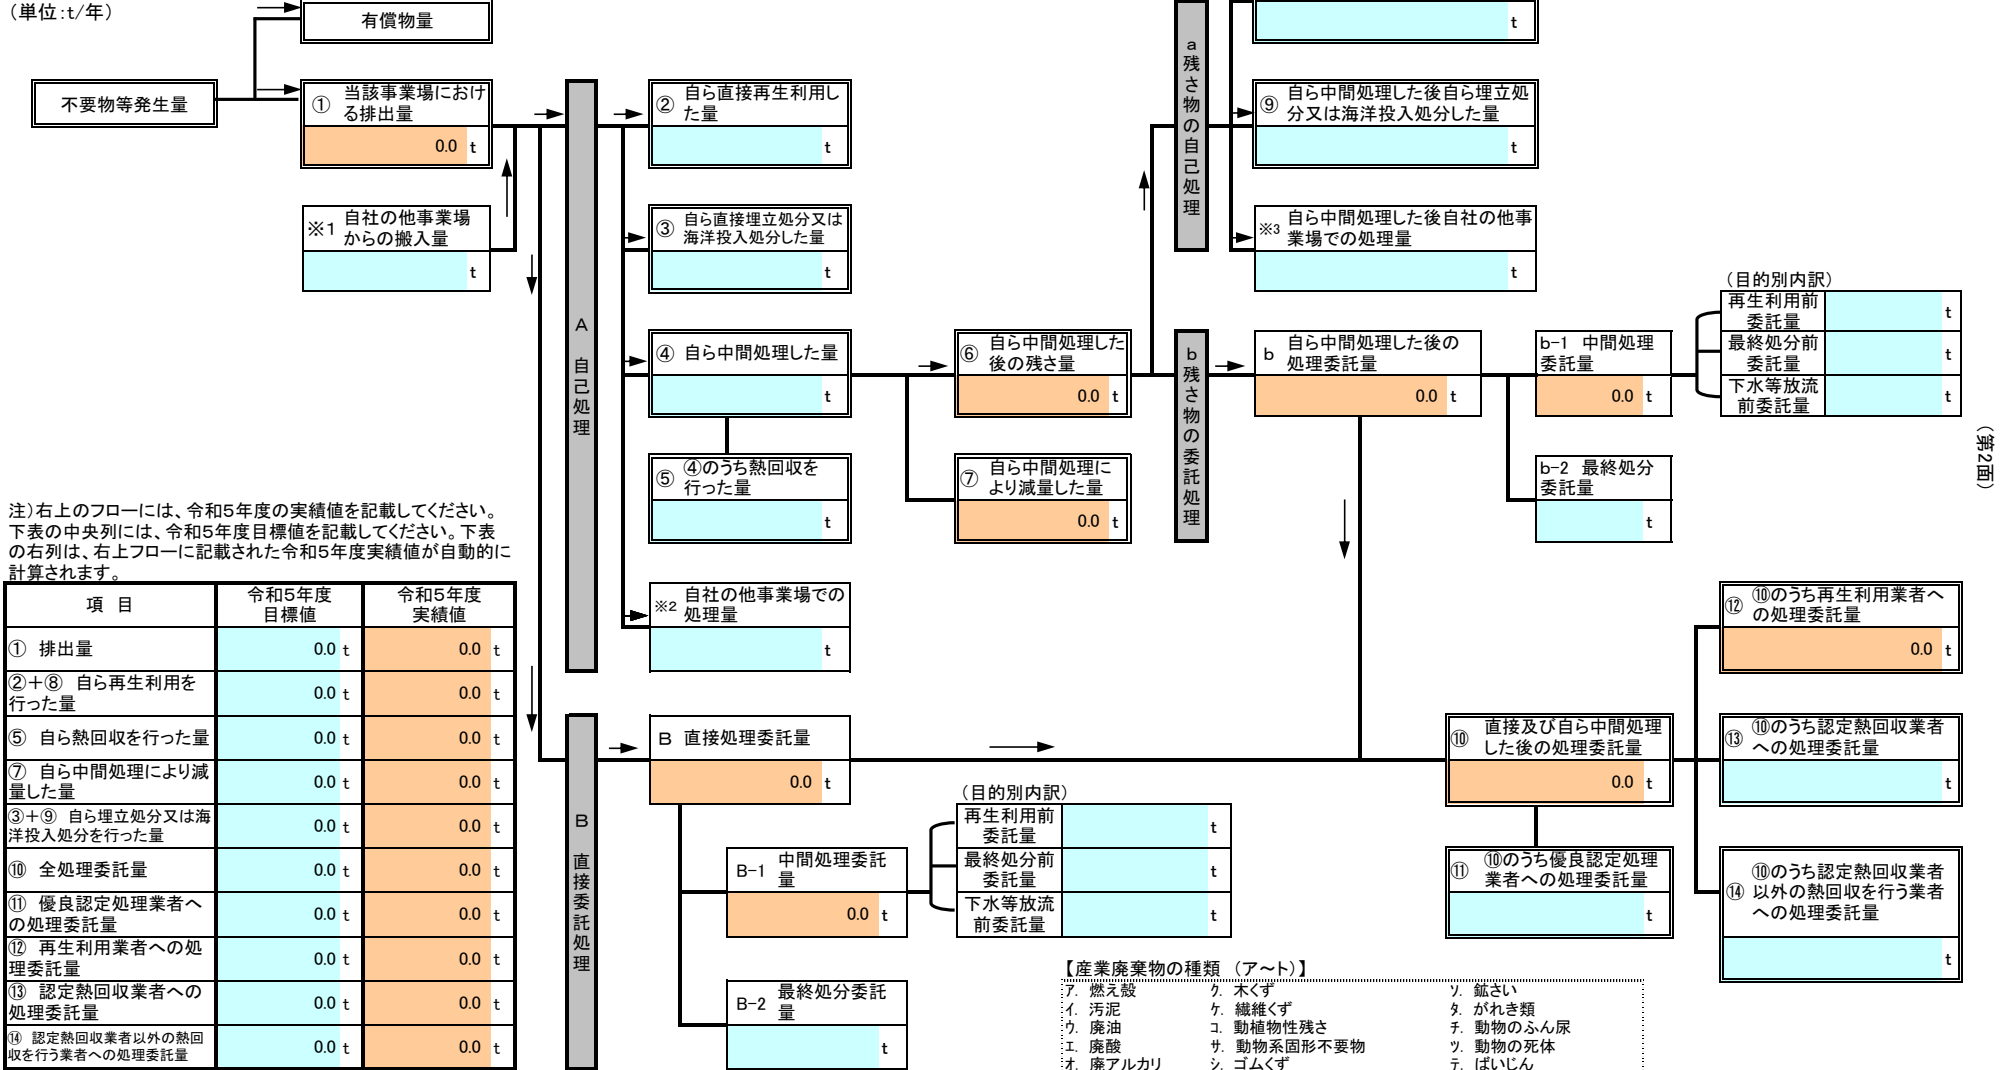 （単位:t/年）
有償物量
不要物等発生量
① 当該事業場におけ
る排出量
0.0 t
※1 自社の他事業場
からの搬入量
t
A 自己処理
② 自ら直接再生利用し
た量
t
③ 自ら直接埋立処分又は
海洋投入処分した量
t
④ 自ら中間処理した量
t
⑤ ④のうち熱回収を
行った量
t
※2 自社の他事業場での
処理量
t
⑥ 自ら中間処理した
後の残さ量
0.0 t
⑦ 自ら中間処理に
より減量した量
0.0 t
a残さ物の自己処理
t
⑨ 自ら中間処理した後自ら埋立処
分又は海洋投入処分した量
t
※3 自ら中間処理した後自社の他事
業場での処理量
t
b残さ物の委託処理
b 自ら中間処理した後の
処理委託量
0.0 t
b-1 中間処理
委託量
0.0 t
b-2 最終処分
委託量
t
（目的別内訳）
再生利用前
委託量
t
最終処分前
委託量
t
下水等放流
前委託量
t
（第2面）
注）右上のフローには、令和5年度の実績値を記載してください。
下表の中央列には、令和5年度目標値を記載してください。下表
の右列は、右上フローに記載された令和5年度実績値が自動的に
計算されます。
項 目
令和5年度
目標値
令和5年度
実績値
① 排出量
0.0 t 0.0 t
②＋⑧ 自ら再生利用を
行った量
0.0 t 0.0 t
⑤ 自ら熱回収を行った量
0.0 t 0.0 t
⑦ 自ら中間処理により減
量した量
0.0 t 0.0 t
③＋⑨ 自ら埋立処分又は海
洋投入処分を行った量
0.0 t 0.0 t
⑩ 全処理委託量
0.0 t 0.0 t
⑪ 優良認定処理業者へ
の処理委託量
0.0 t 0.0 t
⑫ 再生利用業者への処
理委託量
0.0 t 0.0 t
⑬ 認定熱回収業者への
処理委託量
0.0 t 0.0 t
⑭ 認定熱回収業者以外の熱回
収を行う業者への処理委託量
0.0 t 0.0 t
B 直接委託処理
B 直接処理委託量
0.0 t
B-1 中間処理委託
量
0.0 t
B-2 最終処分委託
量
t
（目的別内訳）
再生利用前
委託量
t
最終処分前
委託量
t
下水等放流
前委託量
t
⑩ 直接及び自ら中間処理
した後の処理委託量
0.0 t
⑪ ⑩のうち優良認定処理
業者への処理委託量
t
⑫ ⑩のうち再生利用業者へ
の処理委託量
0.0 t
⑬ ⑩のうち認定熱回収業者
への処理委託量
t
⑭ ⑩のうち認定熱回収業者
以外の熱回収を行う業者
への処理委託量
t
【産業廃棄物の種類 （ア～ト）】
ア. 燃え殻 ク. 木くず ソ. 鉱さい
イ. 汚泥 ケ. 繊維くず タ. がれき類
ウ. 廃油 コ. 動植物性残さ チ. 動物のふん尿
エ. 廃酸 サ. 動物系固形不要物 ツ. 動物の死体
オ. 廃アルカリ シ. ゴムくず テ. ばいじん